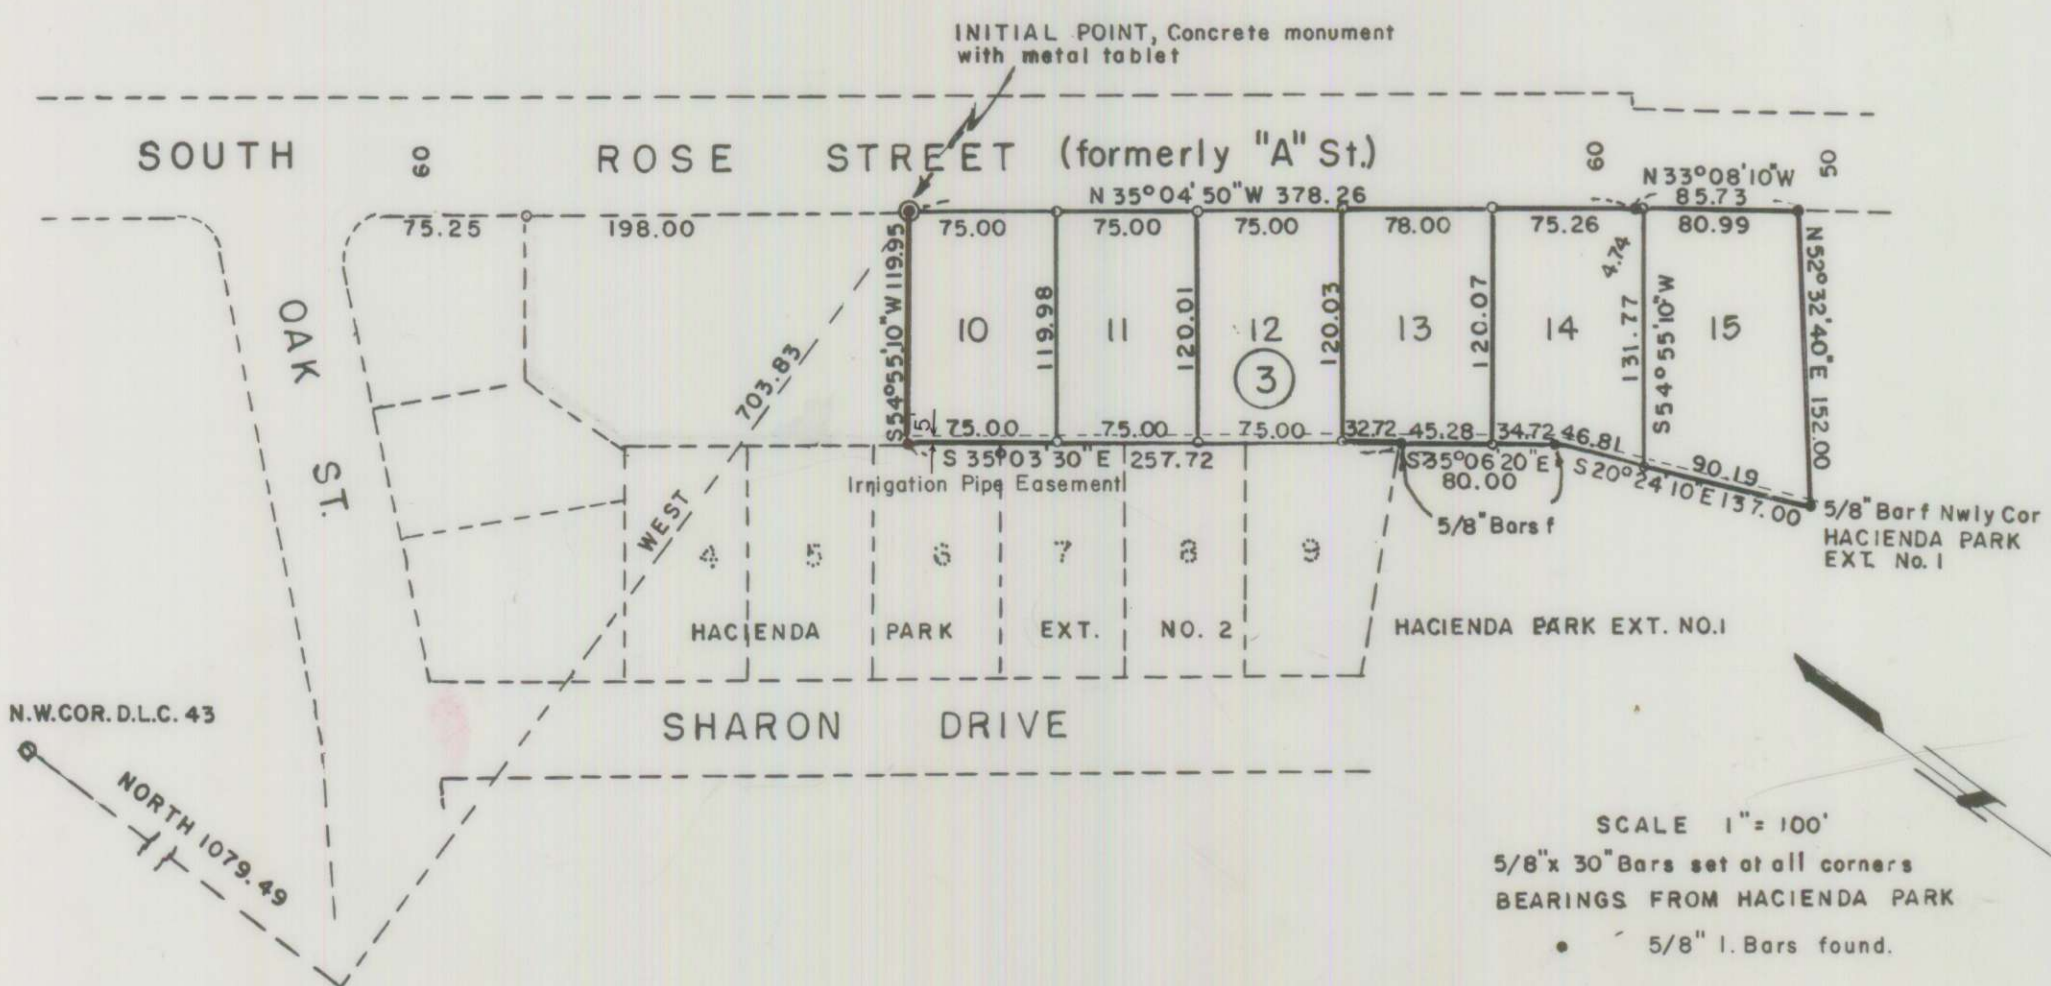 INITIAL POINT, Concrete monument
with metal tablet
SOUTH ROSE STREET (formerly "A" St.)
60
60
50
N 33° 08' 10" W
85.73
N 35° 04' 50" W 378.26
75.25
198.00
75.00
75.00
75.00
78.00
75.26
80.99
4.74
S 54° 55' 10" W 119.95
119.98
120.01
120.03
120.07
131.77
S 54° 55' 10" W
N 52° 32' 40" E 152.00
10
11
12
13
14
15
3
OAK ST.
WEST 703.83
5
75.00
75.00
75.00
32.72
45.28
34.72
46.81
90.19
S 35° 03' 30" E 257.72
S 35° 06' 20" E
80.00
S 20° 24' 10" E 137.00
Irrigation Pipe Easement
5/8" Bars f
5/8" Bar f Nwly Cor
HACIENDA PARK
EXT. No. 1
4
5
6
7
8
9
HACIENDA PARK EXT. NO. 2
HACIENDA PARK EXT. NO.1
N.W. COR. D.L.C. 43
SHARON DRIVE
NORTH 1079.49
SCALE 1" = 100'
5/8" x 30" Bars set at all corners
BEARINGS FROM HACIENDA PARK
5/8" I. Bars found.